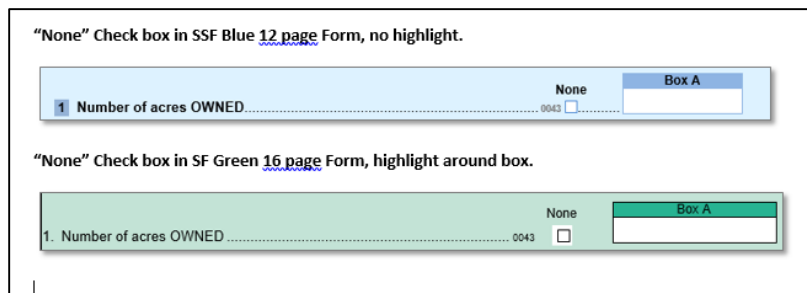 “None” Check box in SSF Blue 12 page Form, no highlight.
None Box A
1 Number of acres OWNED.......... 0043 ..........
“None” Check box in SF Green 16 page Form, highlight around box.
None Box A
1. Number of acres OWNED .......... 0043